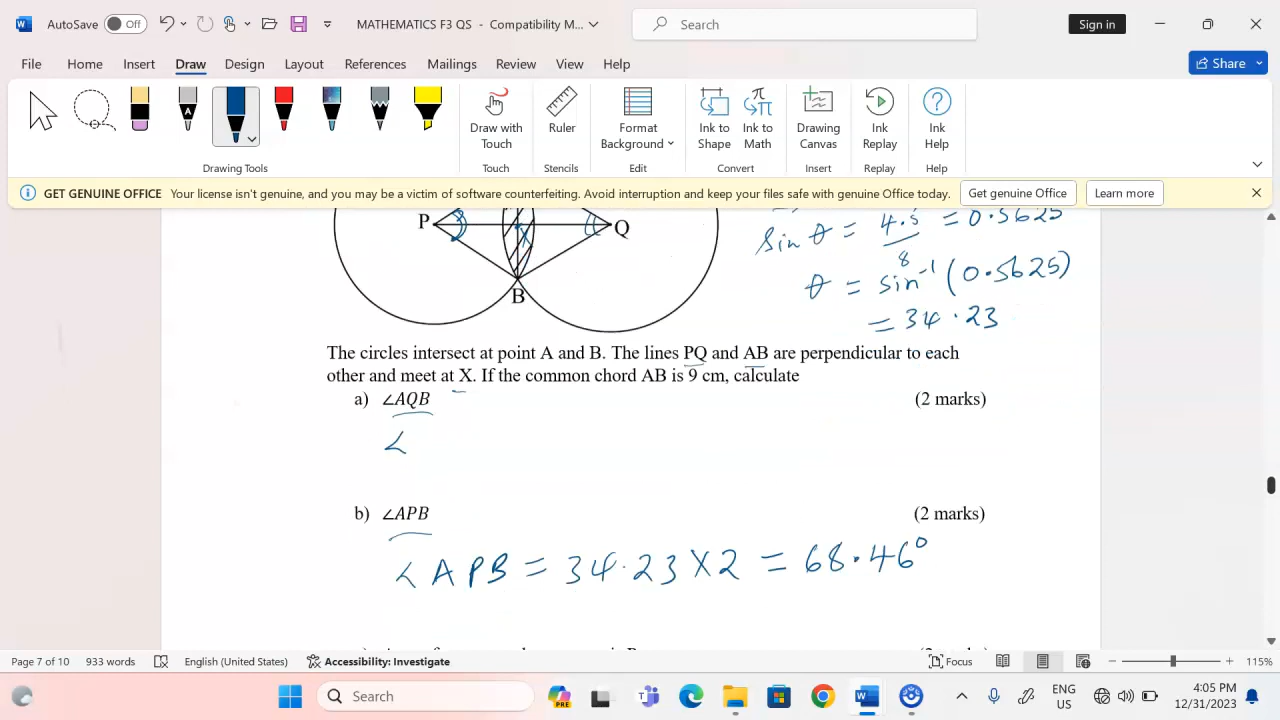 AutoSave Off MATHEMATICS F3 QS - Compatibility M... Search Sign in
File Home Insert Draw Design Layout References Mailings Review View Help Share
Draw with Touch Ruler Format Background Ink to Shape Ink to Math Drawing Canvas Ink Replay Ink Help
Drawing Tools Touch Stencils Edit Convert Insert Replay Help
GET GENUINE OFFICE Your license isn't genuine, and you may be a victim of software counterfeiting. Avoid interruption and keep your files safe with genuine Office today. Get genuine Office Learn more
P X Q
B
sin θ = 4.5/8 = 0.5625
θ = sin⁻¹ (0.5625)
= 34.23
The circles intersect at point A and B. The lines PQ and AB are perpendicular to each
other and meet at X. If the common chord AB is 9 cm, calculate
a) ∠AQB (2 marks)
∠
b) ∠APB (2 marks)
∠ APB = 34.23 X 2 = 68.46°
Page 7 of 10 933 words English (United States) Accessibility: Investigate Focus 115%
Search PRE ENG US 4:05 PM 12/31/2023